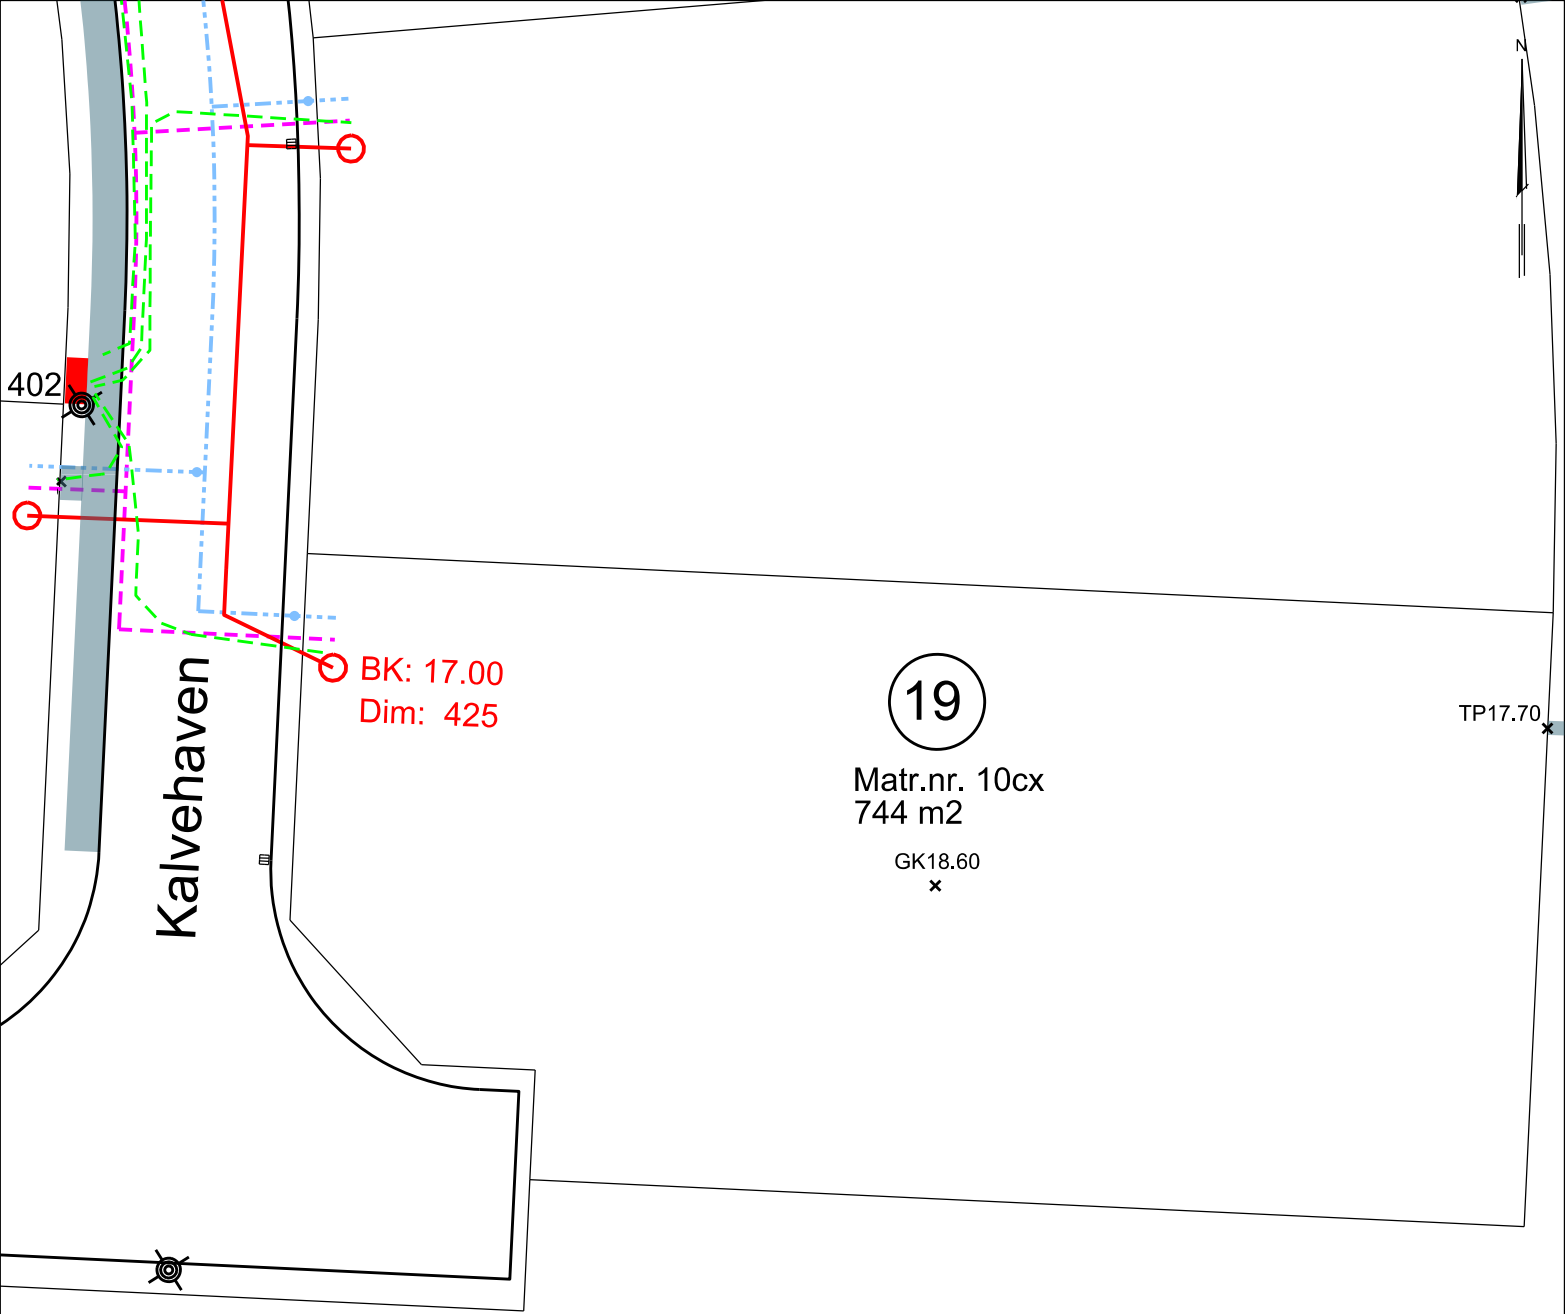 N
402
BK: 17.00
Dim: 425
Kalvehaven
19
TP17.70
Matr.nr. 10cx
744 m2
GK18.60